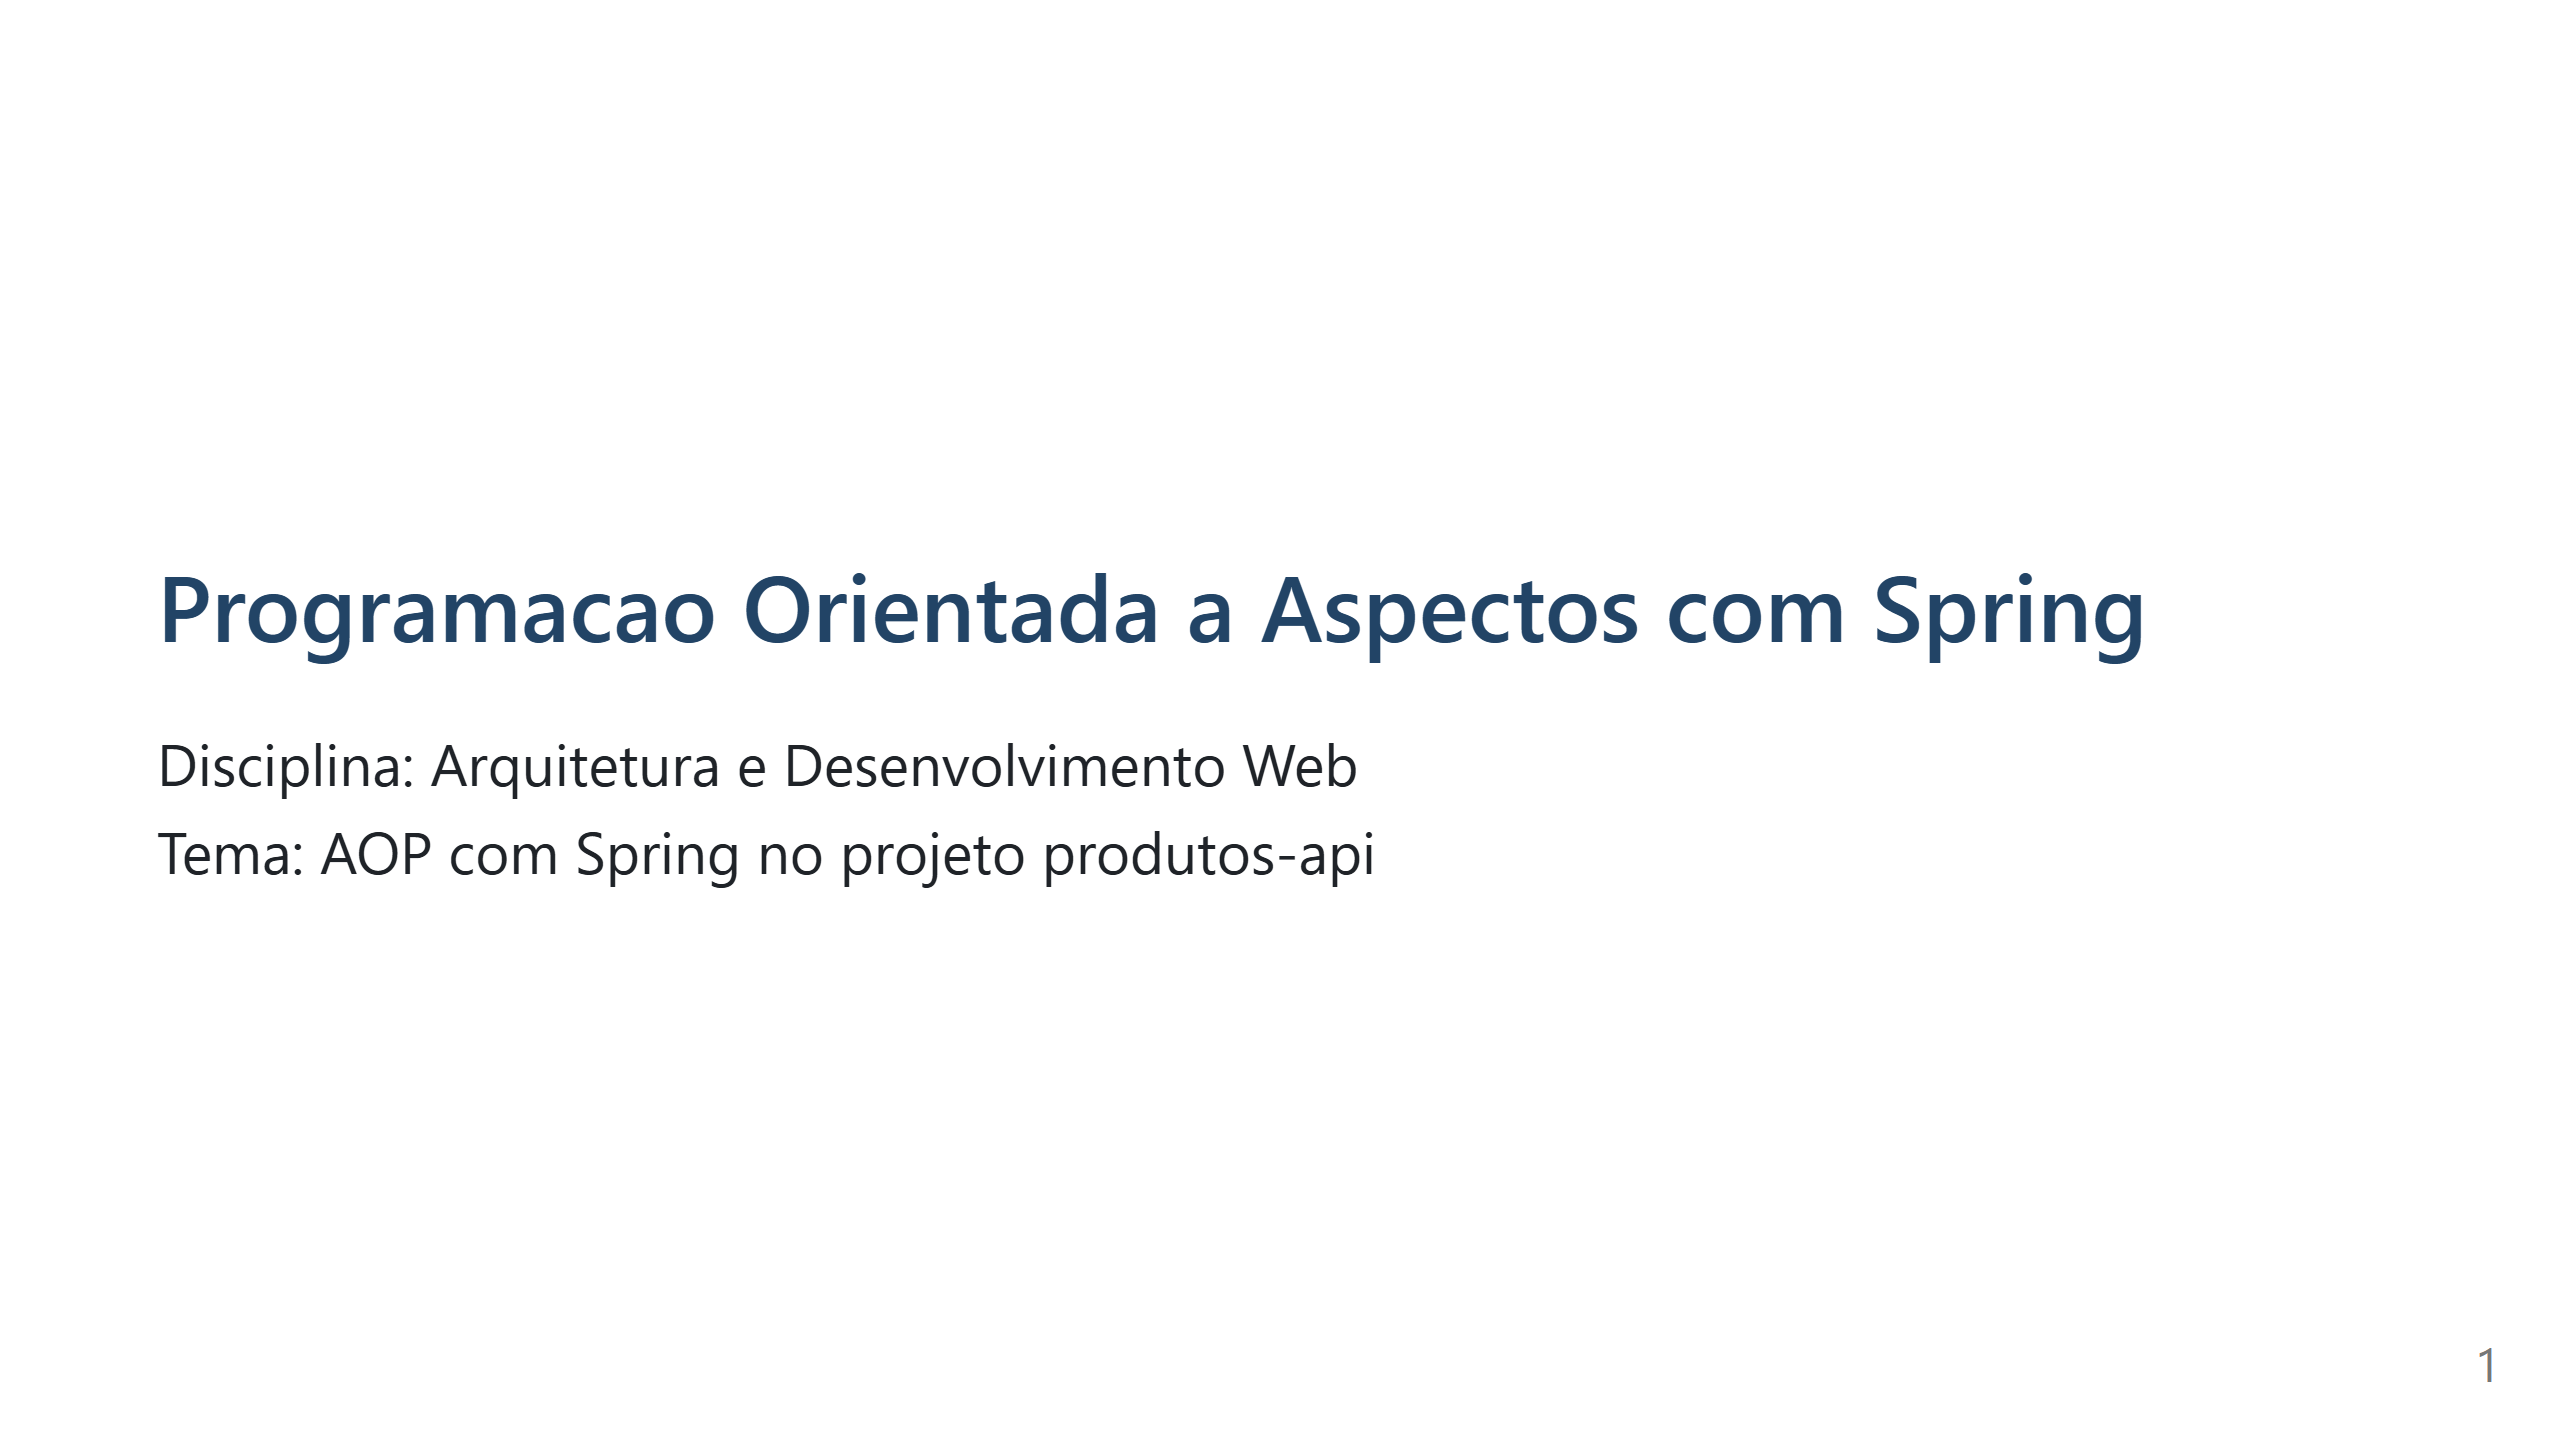 Programacao Orientada a Aspectos com Spring
Disciplina: Arquitetura e Desenvolvimento Web
Tema: AOP com Spring no projeto produtos-api
1